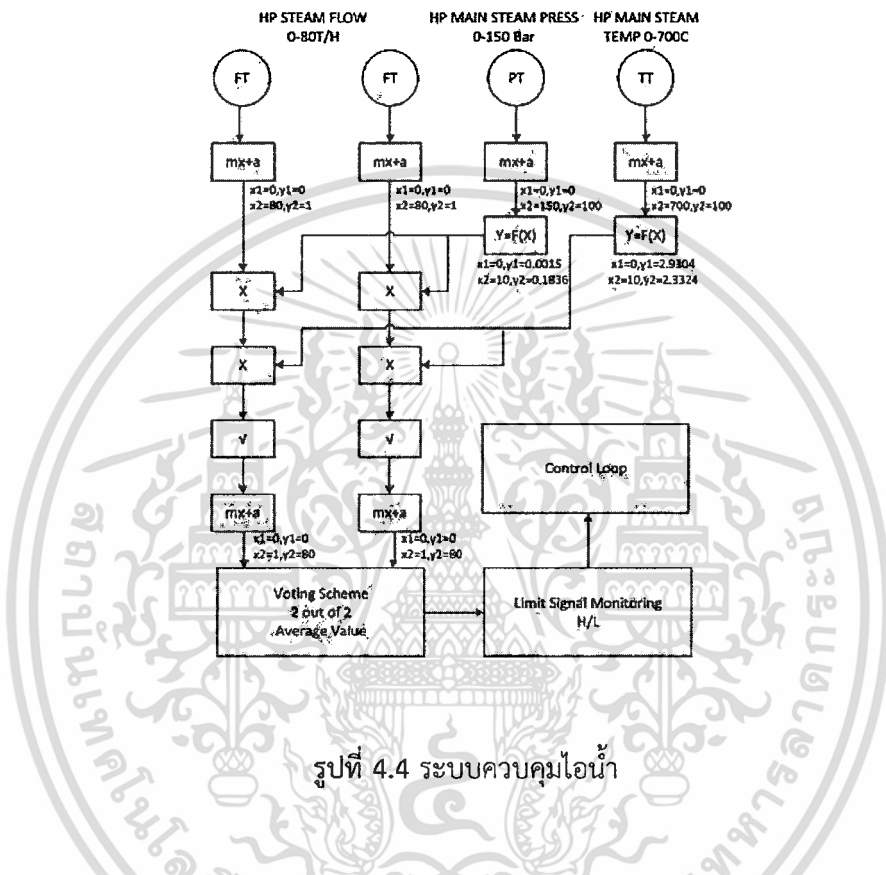 HP STEAM FLOW
0-80T/H
HP MAIN STEAM PRESS
0-150 Bar
HP MAIN STEAM
TEMP 0-700C
FT
FT
PT
TT
mx+a
mx+a
mx+a
mx+a
x1=0,y1=0
x2=80,y2=1
x1=0,y1=0
x2=80,y2=1
x1=0,y1=0
x2=150,y2=100
x1=0,y1=0
x2=700,y2=100
Y=F(X)
Y=F(X)
x1=0,y1=0.0015
x2=10,y2=0.1836
x1=0,y1=2.9304
x2=10,y2=2.3324
X
X
X
X
√
√
Control Loop
mx+a
mx+a
x1=0,y1=0
x2=1,y2=80
x1=0,y1=0
x2=1,y2=80
Voting Scheme
2 out of 2
Average Value
Limit Signal Monitoring
H/L
รูปที่ 4.4 ระบบควบคุมไอน้ำ